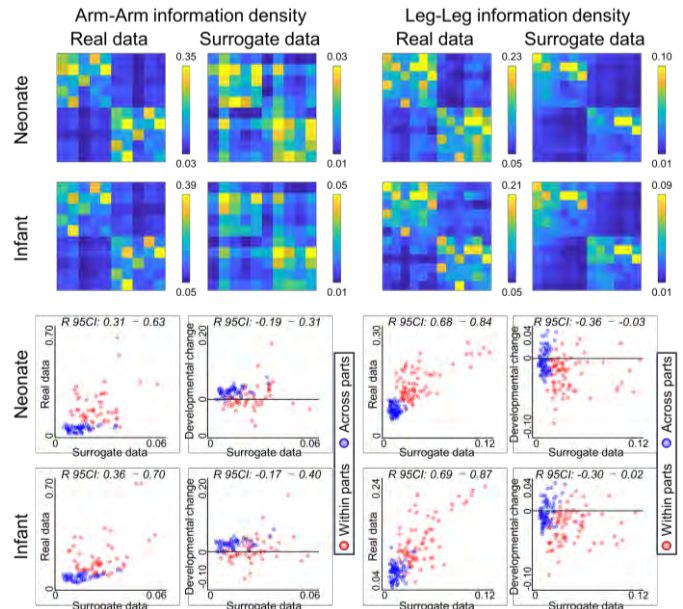 Arm-Arm information density
Leg-Leg information density
Real data
Surrogate data
Real data
Surrogate data
Neonate
0.35
0.03
0.03
0.01
0.23
0.05
0.10
0.01
Infant
0.39
0.05
0.05
0.01
0.21
0.05
0.09
0.01
Neonate
R 95CI: 0.31 – 0.63
0.70
Real data
0
Surrogate data
0.06
R 95CI: -0.19 – 0.31
0.20
Developmental change
0
Surrogate data
0.06
Within parts
Across parts
R 95CI: 0.68 – 0.84
0.30
Real data
0
Surrogate data
0.12
R 95CI: -0.36 – -0.03
0.04
Developmental change
0
-0.10
Surrogate data
0.12
Within parts
Across parts
Infant
R 95CI: 0.36 – 0.70
0.70
Real data
0
Surrogate data
0.06
R 95CI: -0.17 – 0.40
0.20
Developmental change
0
-0.10
Surrogate data
0.06
R 95CI: 0.69 – 0.87
0.24
Real data
0.04
Surrogate data
0.12
R 95CI: -0.30 – 0.02
0.04
Developmental change
0
-0.10
Surrogate data
0.12